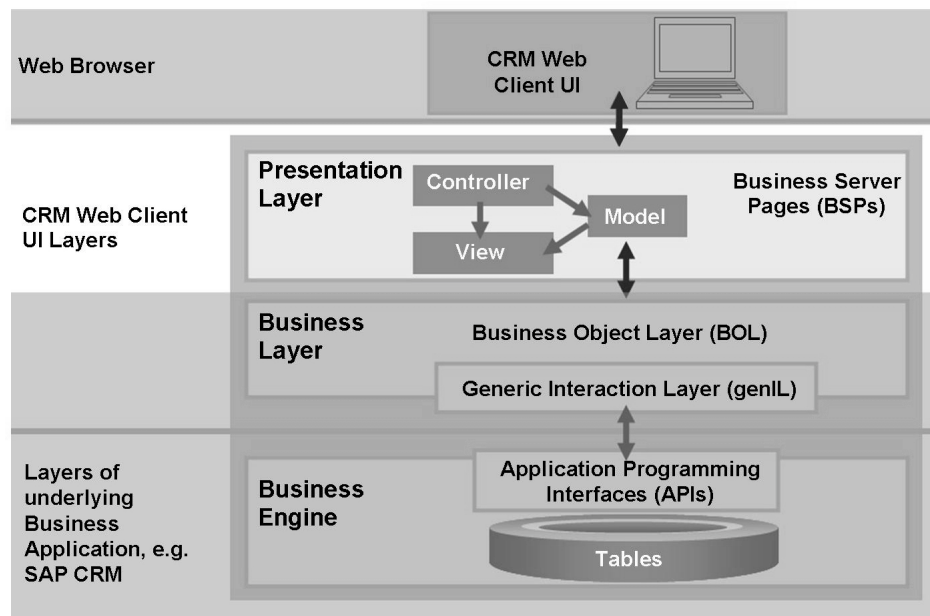 Web Browser
CRM Web
Client UI
CRM Web Client
UI Layers
Presentation
Layer
Controller
Model
View
Business Server
Pages (BSPs)
Business
Layer
Business Object Layer (BOL)
Generic Interaction Layer (genIL)
Layers of
underlying
Business
Application, e.g.
SAP CRM
Business
Engine
Application Programming
Interfaces (APIs)
Tables